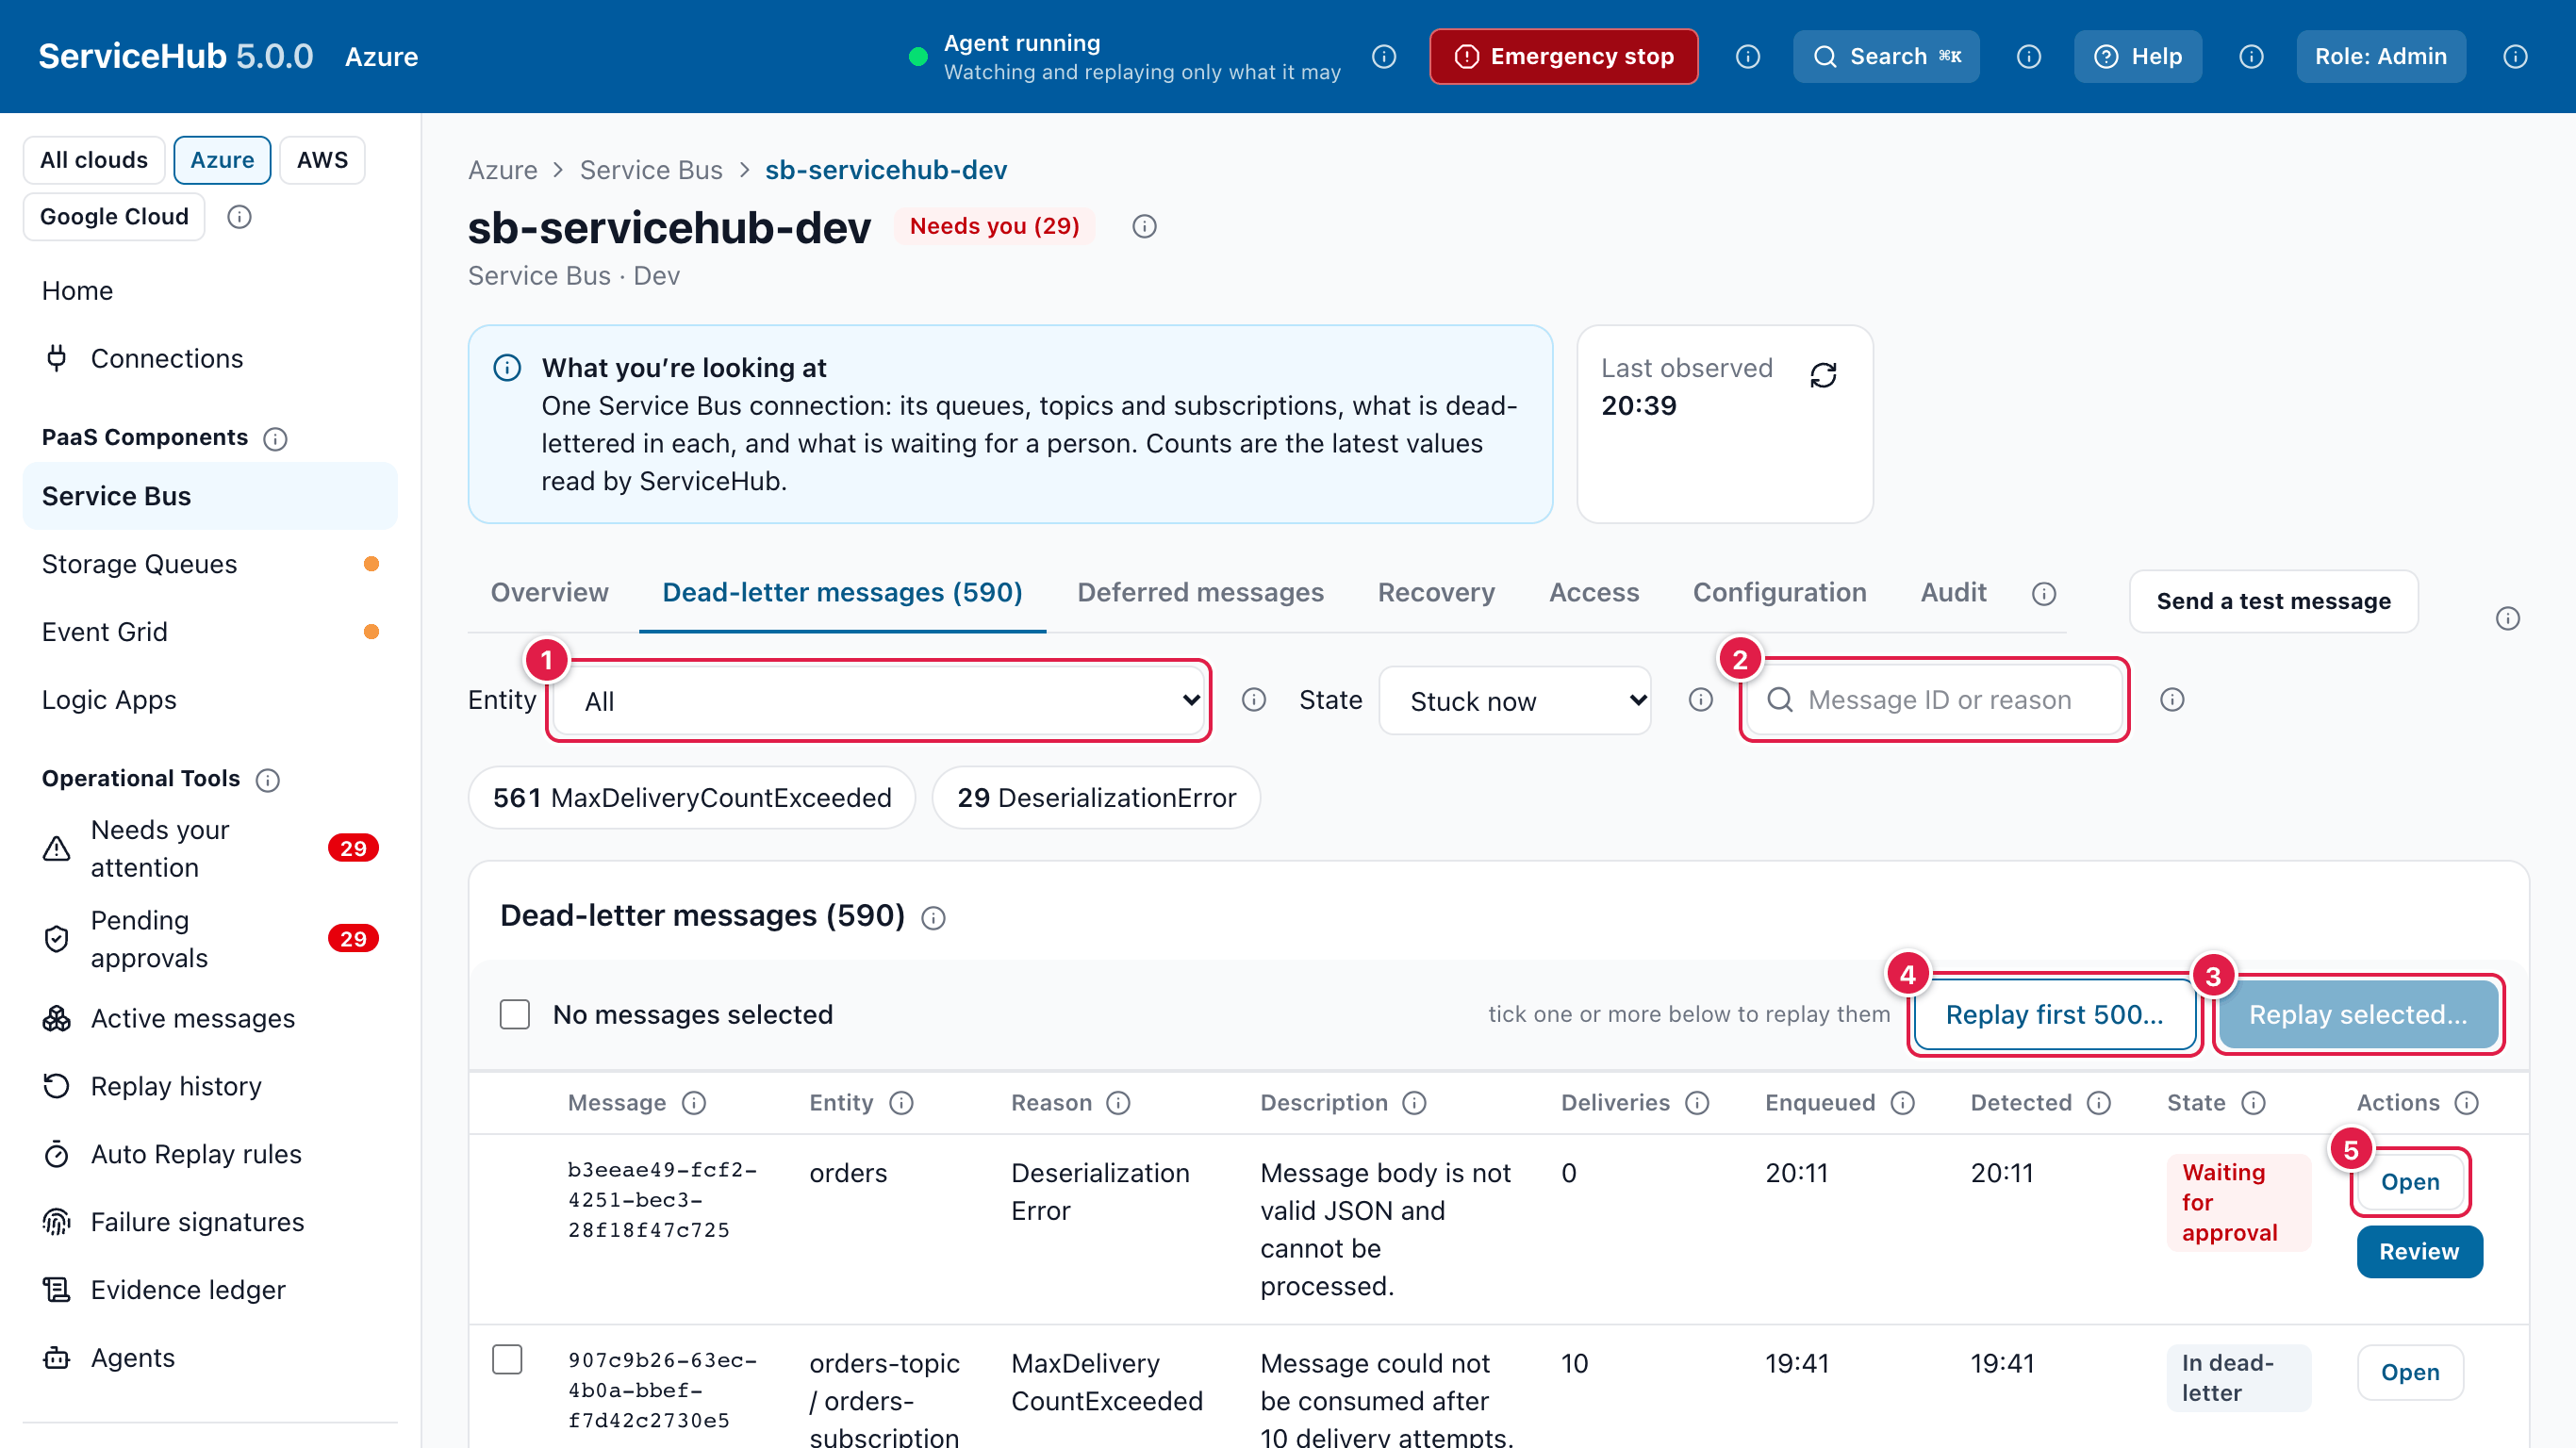 ServiceHub 5.0.0 Azure
Agent running
Watching and replaying only what it may
Emergency stop
Search ⌘K
Help
Role: Admin
All clouds
Azure
AWS
Google Cloud
Home
Connections
PaaS Components
Service Bus
Storage Queues
Event Grid
Logic Apps
Operational Tools
Needs your
attention
29
Pending
approvals
29
Active messages
Replay history
Auto Replay rules
Failure signatures
Evidence ledger
Agents
Azure > Service Bus > sb-servicehub-dev
sb-servicehub-dev Needs you (29)
Service Bus · Dev
What you’re looking at
One Service Bus connection: its queues, topics and subscriptions, what is dead-
lettered in each, and what is waiting for a person. Counts are the latest values
read by ServiceHub.
Last observed
20:39
Overview
Dead-letter messages (590)
Deferred messages
Recovery
Access
Configuration
Audit
Send a test message
1
2
Entity All
State Stuck now
Message ID or reason
561 MaxDeliveryCountExceeded
29 DeserializationError
Dead-letter messages (590)
4
3
No messages selected
tick one or more below to replay them
Replay first 500...
Replay selected...
Message Entity Reason Description Deliveries Enqueued Detected State Actions
b3eeae49-fcf2-
4251-bec3-
28f18f47c725
orders
Deserialization
Error
Message body is not
valid JSON and
cannot be
processed.
0
20:11
20:11
Waiting
for
approval
5
Open
Review
907c9b26-63ec-
4b0a-bbef-
f7d42c2730e5
orders-topic
/ orders-
subscription
MaxDelivery
CountExceeded
Message could not
be consumed after
10 delivery attempts.
10
19:41
19:41
In dead-
letter
Open